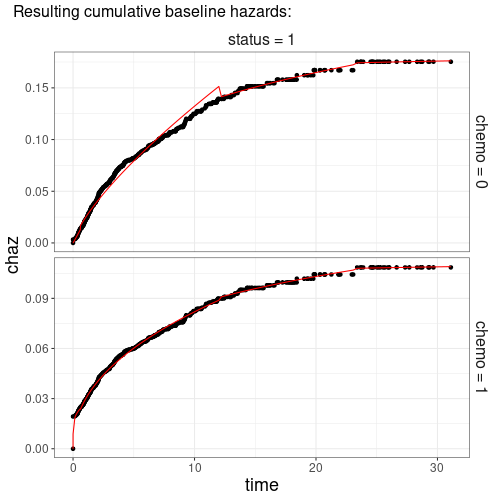 Resulting cumulative baseline hazards:
status = 1
0.15
0.10
0.05
0.00
chemo = 0
chaz
0.09
0.06
0.03
0.00
chemo = 1
0 10 20 30
time